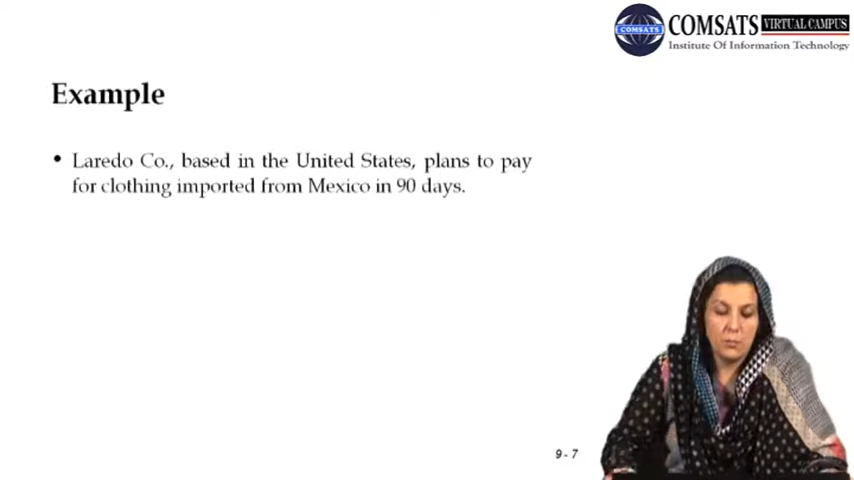 COMSATS VIRTUAL CAMPUS
COMSATS
Institute Of Information Technology
Example
• Laredo Co., based in the United States, plans to pay
for clothing imported from Mexico in 90 days.
9 - 7